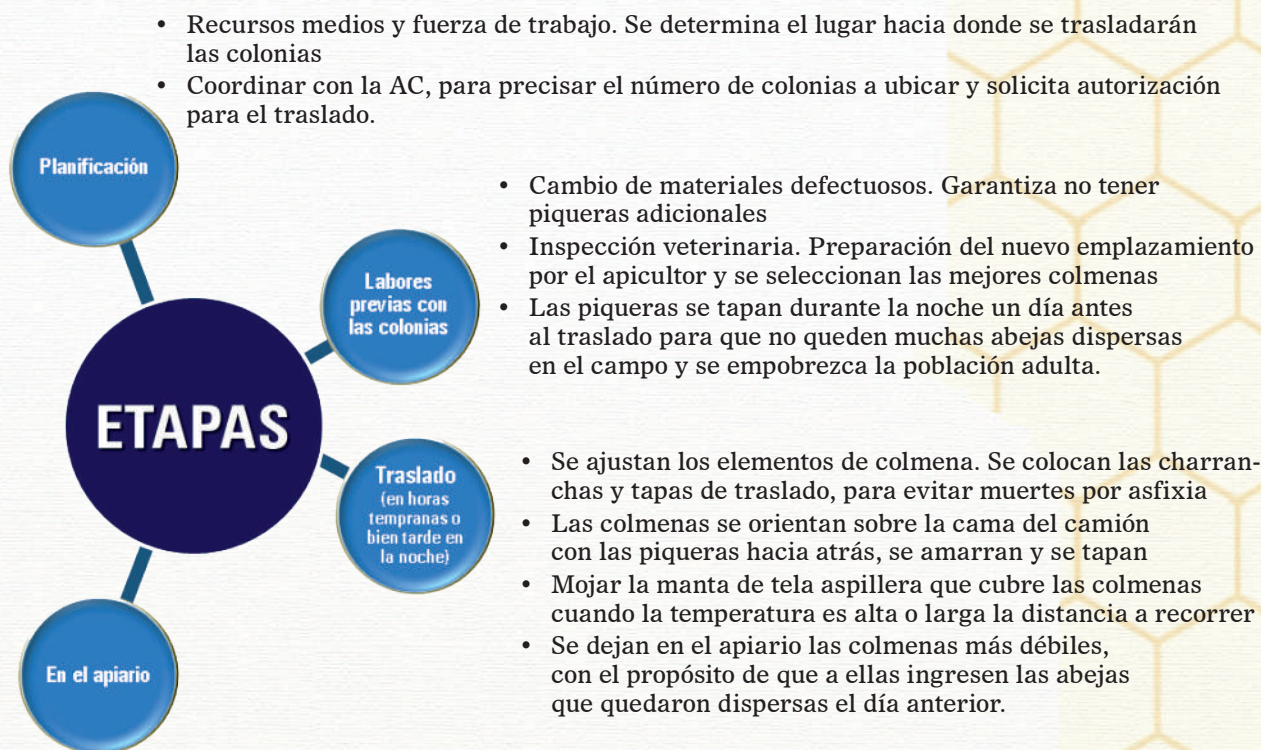 • Recursos medios y fuerza de trabajo. Se determina el lugar hacia donde se trasladarán
las colonias
• Coordinar con la AC, para precisar el número de colonias a ubicar y solicita autorización
para el traslado.
Planificación
• Cambio de materiales defectuosos. Garantiza no tener
piqueras adicionales
• Inspección veterinaria. Preparación del nuevo emplazamiento
por el apicultor y se seleccionan las mejores colmenas
• Las piqueras se tapan durante la noche un día antes
al traslado para que no queden muchas abejas dispersas
en el campo y se empobrezca la población adulta.
Labores
previas con
las colonias
ETAPAS
Traslado
(en horas
tempranas o
bien tarde en
la noche)
• Se ajustan los elementos de colmena. Se colocan las charran-
chas y tapas de traslado, para evitar muertes por asfixia
• Las colmenas se orientan sobre la cama del camión
con las piqueras hacia atrás, se amarran y se tapan
• Mojar la manta de tela aspillera que cubre las colmenas
cuando la temperatura es alta o larga la distancia a recorrer
• Se dejan en el apiario las colmenas más débiles,
con el propósito de que a ellas ingresen las abejas
que quedaron dispersas el día anterior.
En el apiario